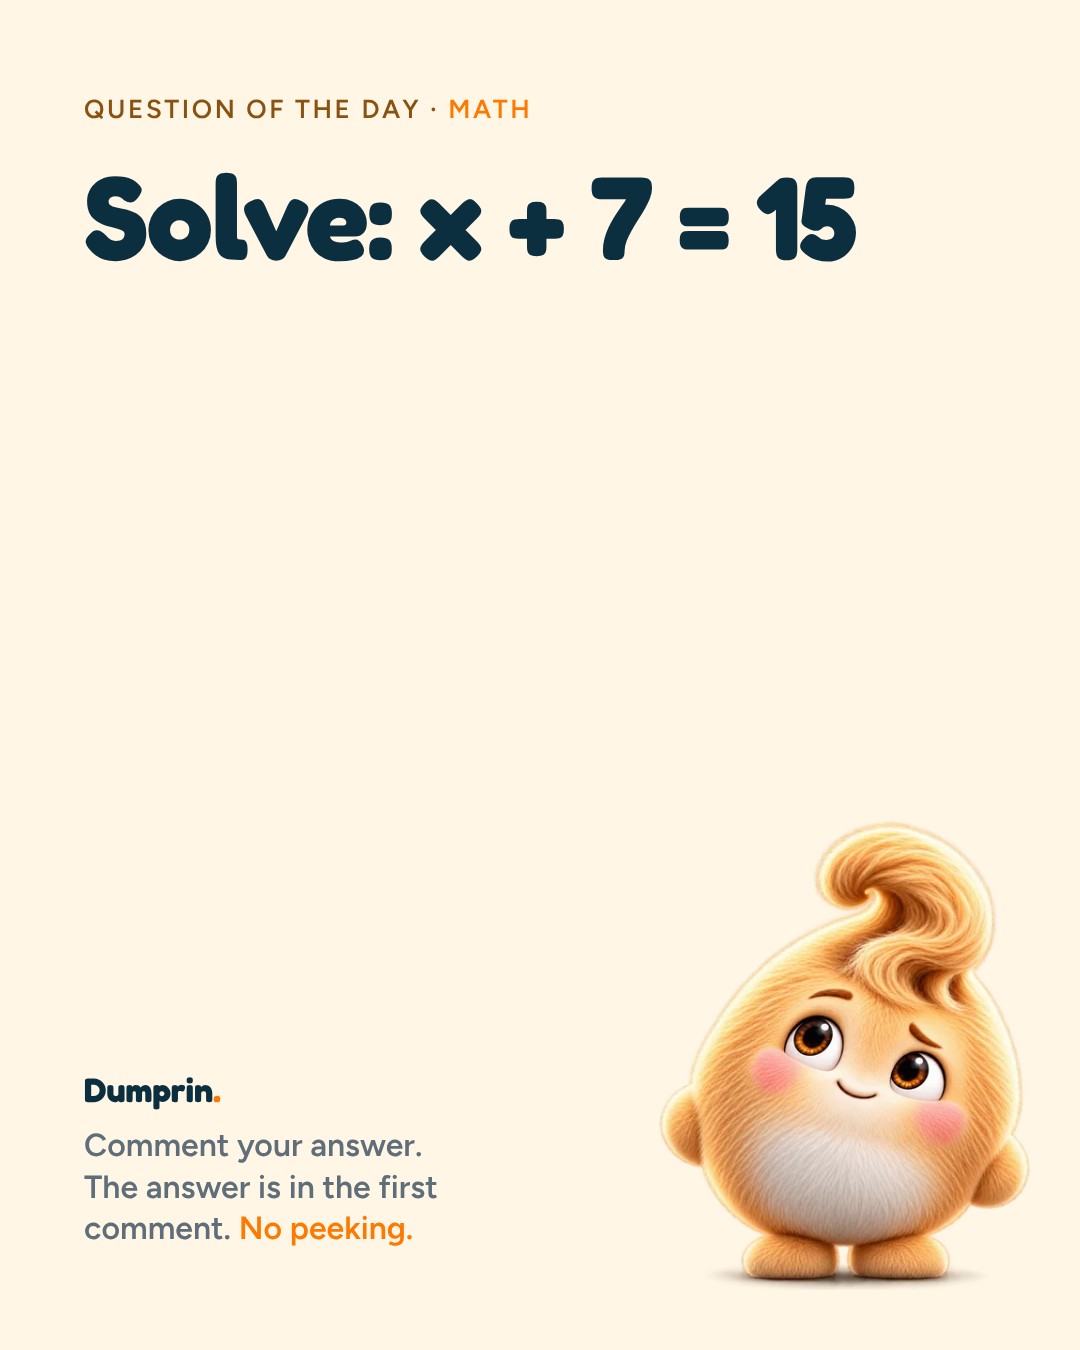 QUESTION OF THE DAY · MATH
Solve: x + 7 = 15
Dumprin.
Comment your answer.
The answer is in the first
comment. No peeking.